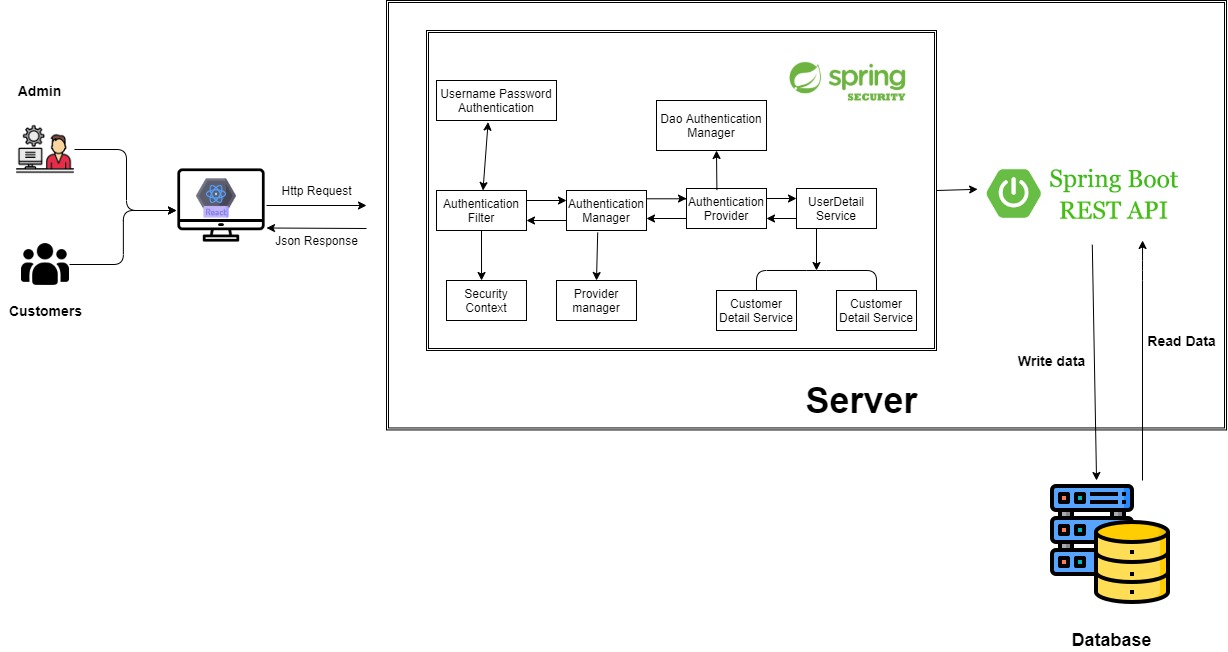 Admin
Customers
React
Http Request
Json Response
spring
SECURITY
Username Password
Authentication
Dao Authentication
Manager
Authentication
Filter
Authentication
Manager
Authentication
Provider
UserDetail
Service
Security
Context
Provider
manager
Customer
Detail Service
Customer
Detail Service
Server
Spring Boot
REST API
Write data
Read Data
Database